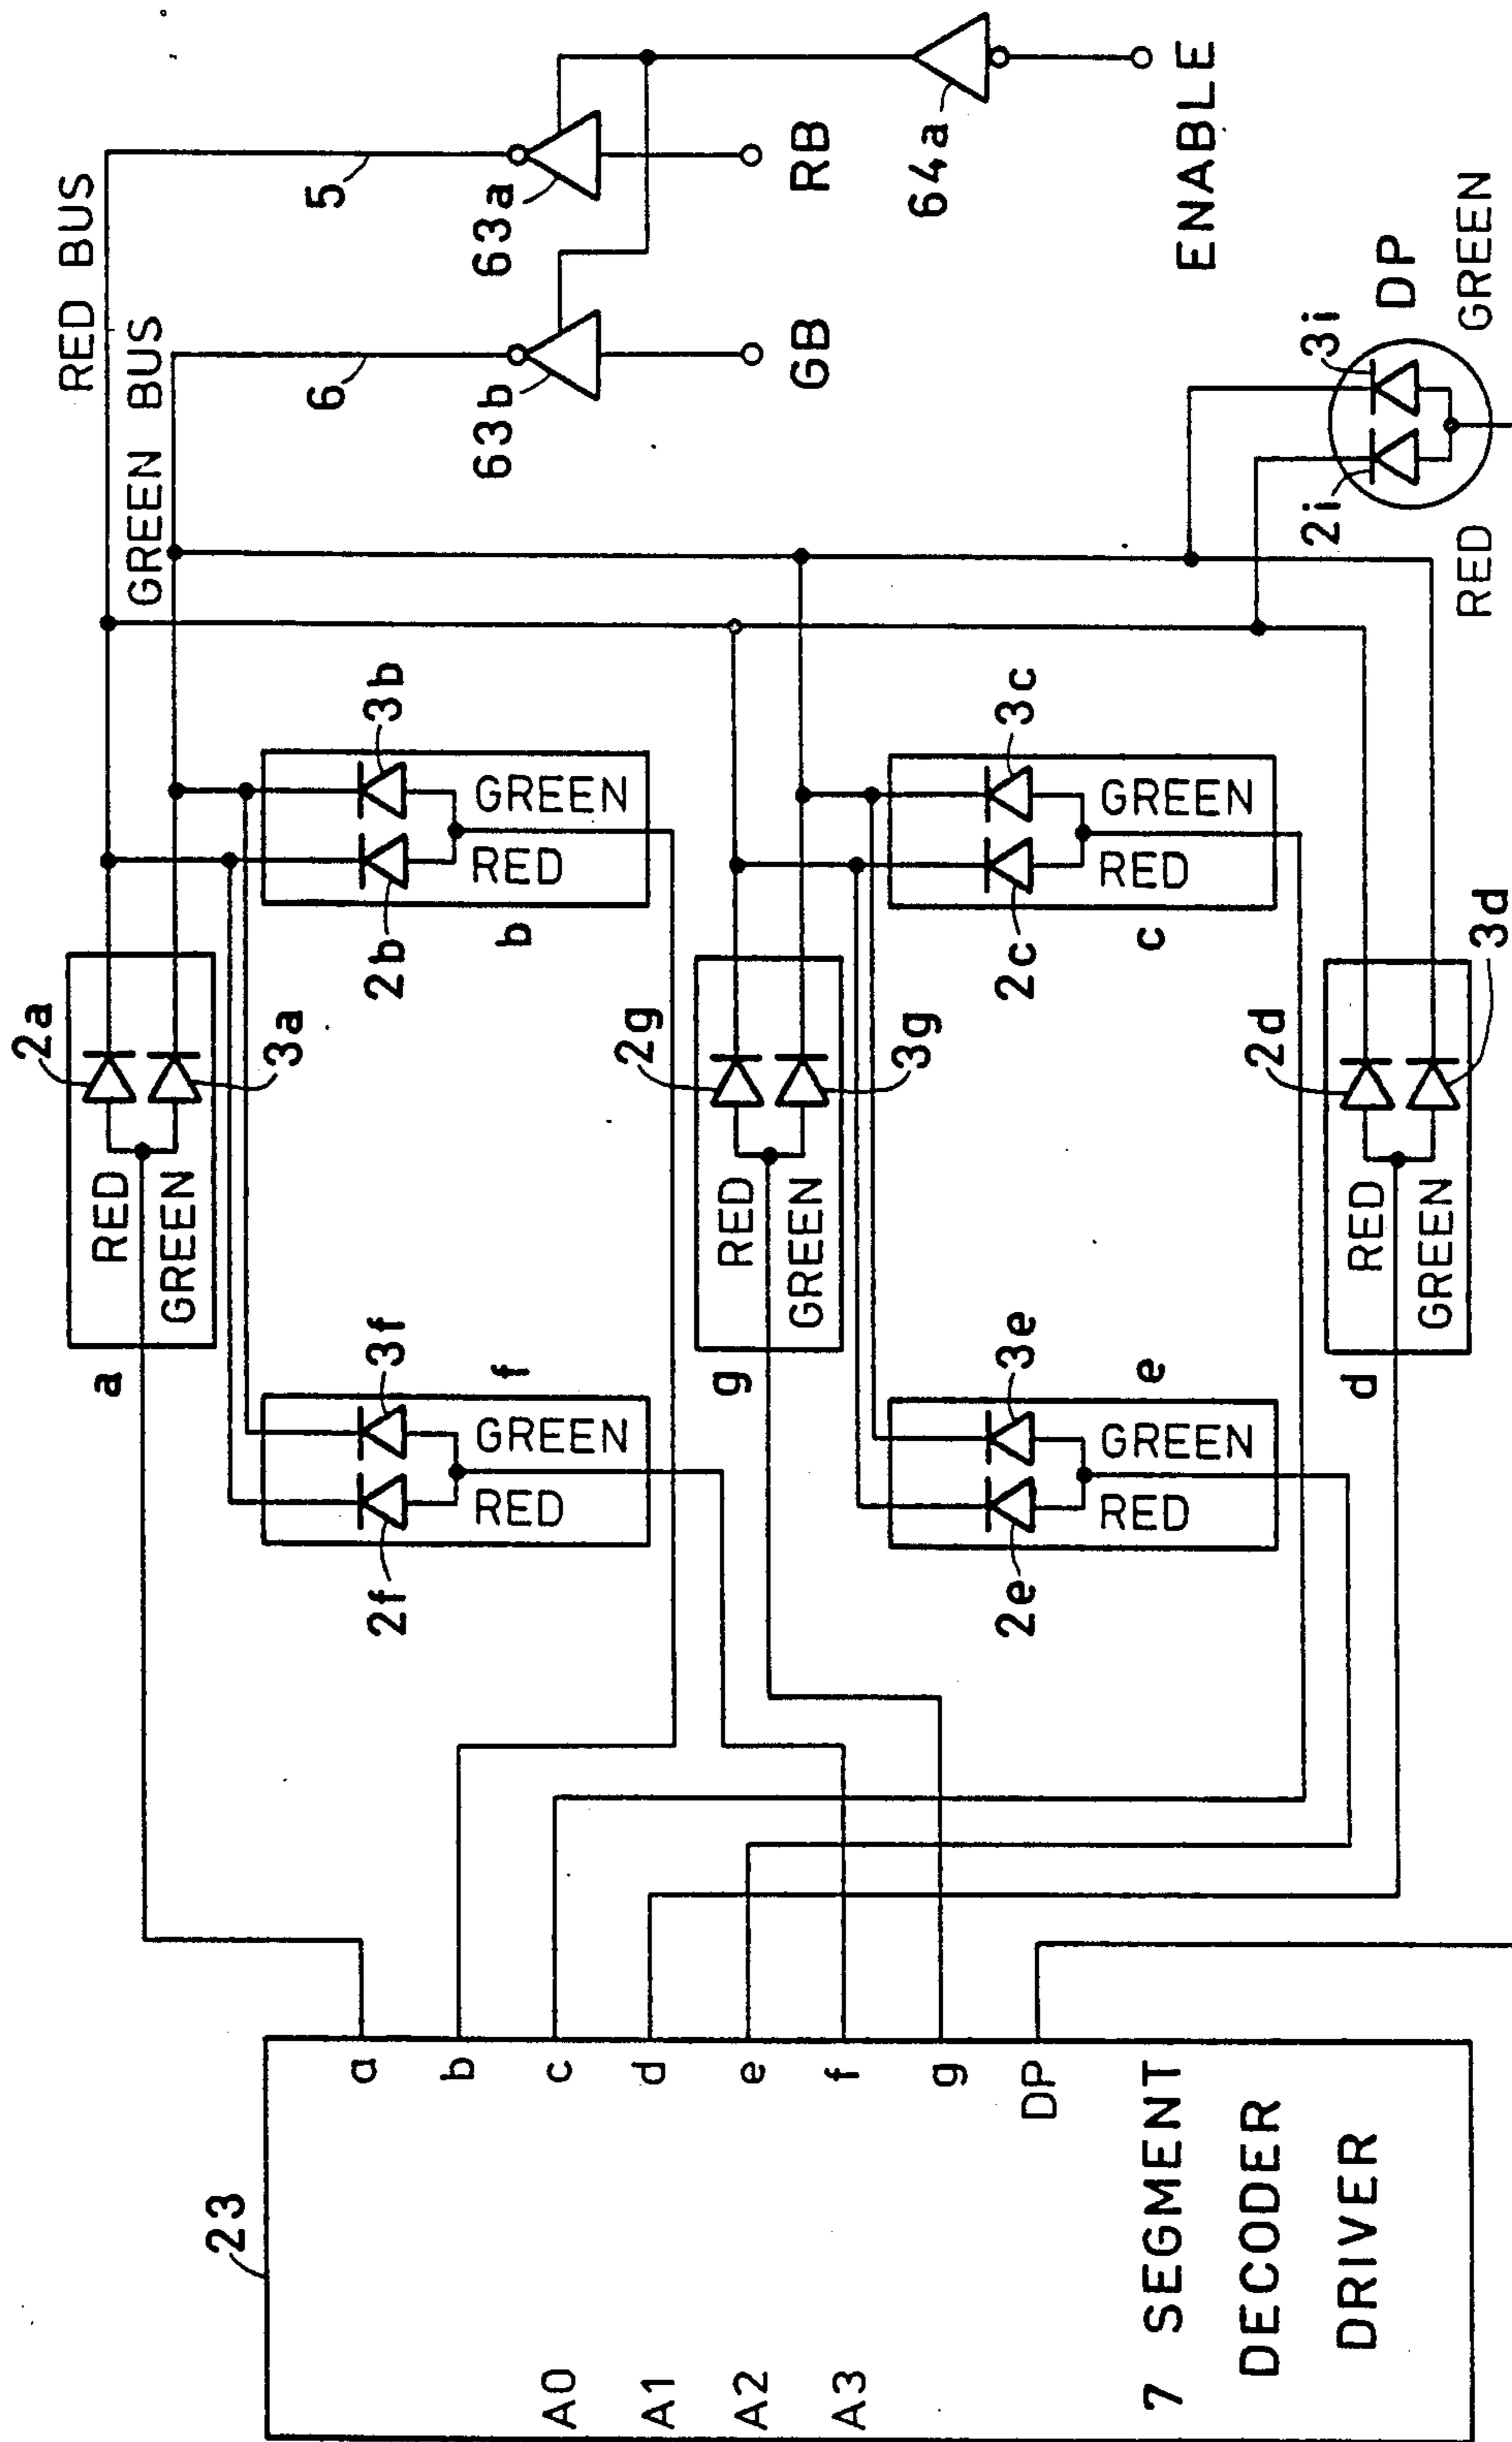 23
A0
A1
A2
A3
a
b
c
d
e
f
g
DP
7 SEGMENT
DECODER
DRIVER
a
RED
GREEN
2a
3a
2f
3f
f
RED
GREEN
2b
3b
b
RED
GREEN
g
RED
GREEN
2g
3g
2e
3e
e
RED
GREEN
2c
3c
c
RED
GREEN
d
RED
GREEN
2d
3d
RED BUS
GREEN BUS
5
6
63a
63b
RB
GB
64a
ENABLE
2i
3i
DP
RED
GREEN